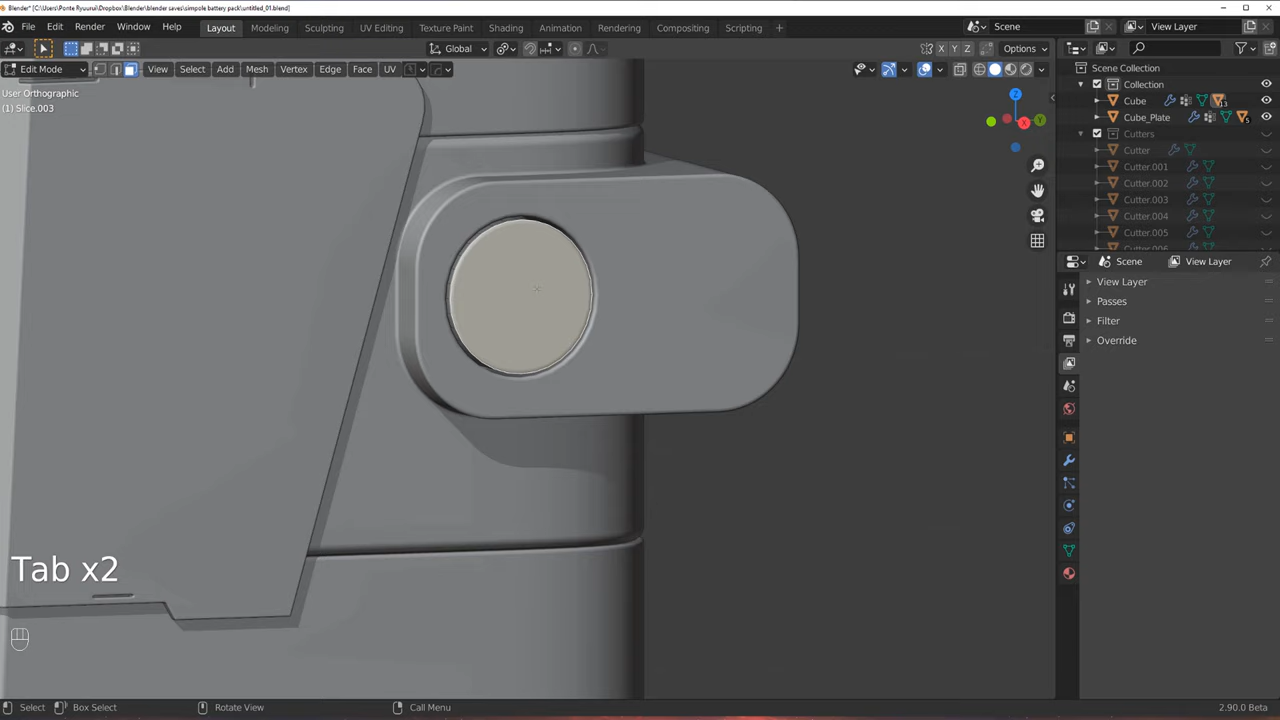 Blender* [C:\Users\Ponte Ryuurui\Dropbox\Blender\blender saves\simpole battery pack\untitled_01.blend]
File Edit Render Window Help Layout Modeling Sculpting UV Editing Texture Paint Shading Animation Rendering Compositing Scripting + Scene View Layer
Global X Y Z Options
Edit Mode View Select Add Mesh Vertex Edge Face UV
User Orthographic
(1) Slice.003
Scene Collection
Collection
Cube 13
Cube_Plate 5
Cutters
Cutter
Cutter.001
Cutter.002
Cutter.003
Cutter.004
Cutter.005
Cutter.006
Z
X
Y
Scene View Layer
View Layer
Passes
Filter
Override
Tab x2
Select Box Select Rotate View Call Menu 2.90.0 Beta